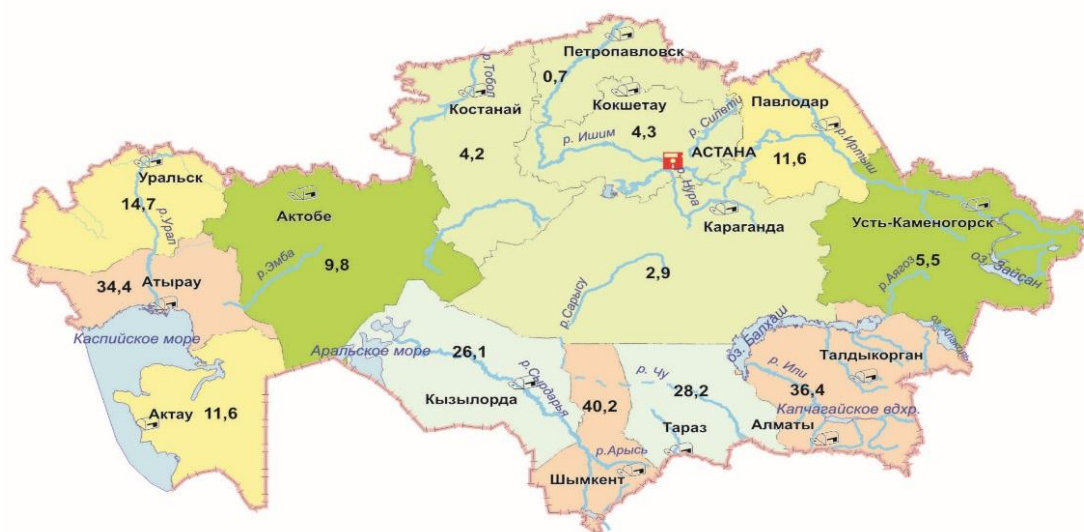 Петропавловск
р.Тобол
0,7
Костанай
Кокшетау
р. Силети
Павлодар
р. Ишим
4,3
р.Иртыш
АСТАНА
4,2
11,6
Уральск
р. Нура
14,7
р.Урал
Актобе
Усть-Каменогорск
Караганда
р.Эмба
9,8
5,5
оз. Зайсан
2,9
р.Аягоз
34,4
Атырау
р.Сарысу
Каспийское море
оз. Балхаш
оз.Алаколь
Аральское море
26,1
Талдыкорган
р.Сырдарья
р. Чу
р. Или
28,2
36,4
Актау
11,6
Кызылорда
40,2
Капчагайское вдхр.
Тараз
Алматы
р.Арысь
Шымкент